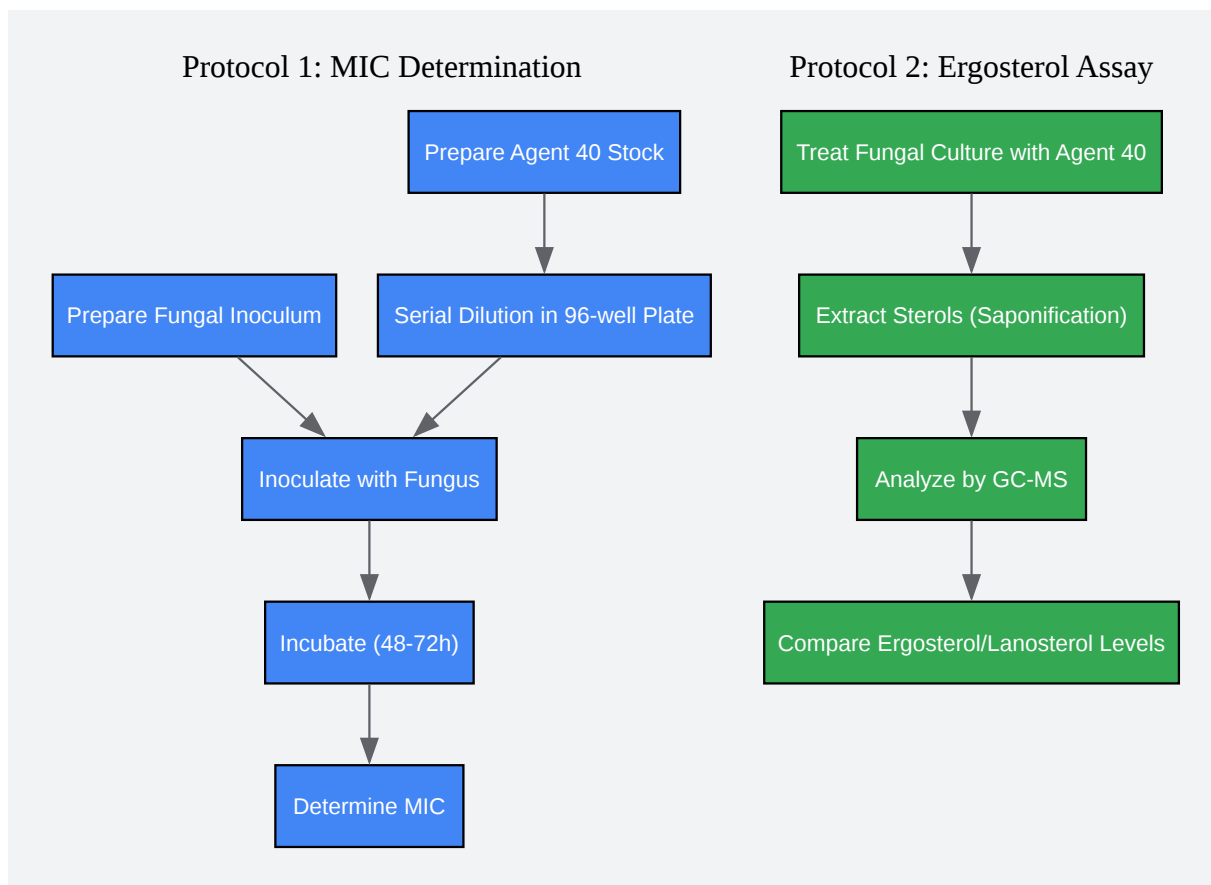 Protocol 1: MIC Determination
Prepare Agent 40 Stock
Prepare Fungal Inoculum
Serial Dilution in 96-well Plate
Inoculate with Fungus
Incubate (48-72h)
Determine MIC
Protocol 2: Ergosterol Assay
Treat Fungal Culture with Agent 40
Extract Sterols (Saponification)
Analyze by GC-MS
Compare Ergosterol/Lanosterol Levels